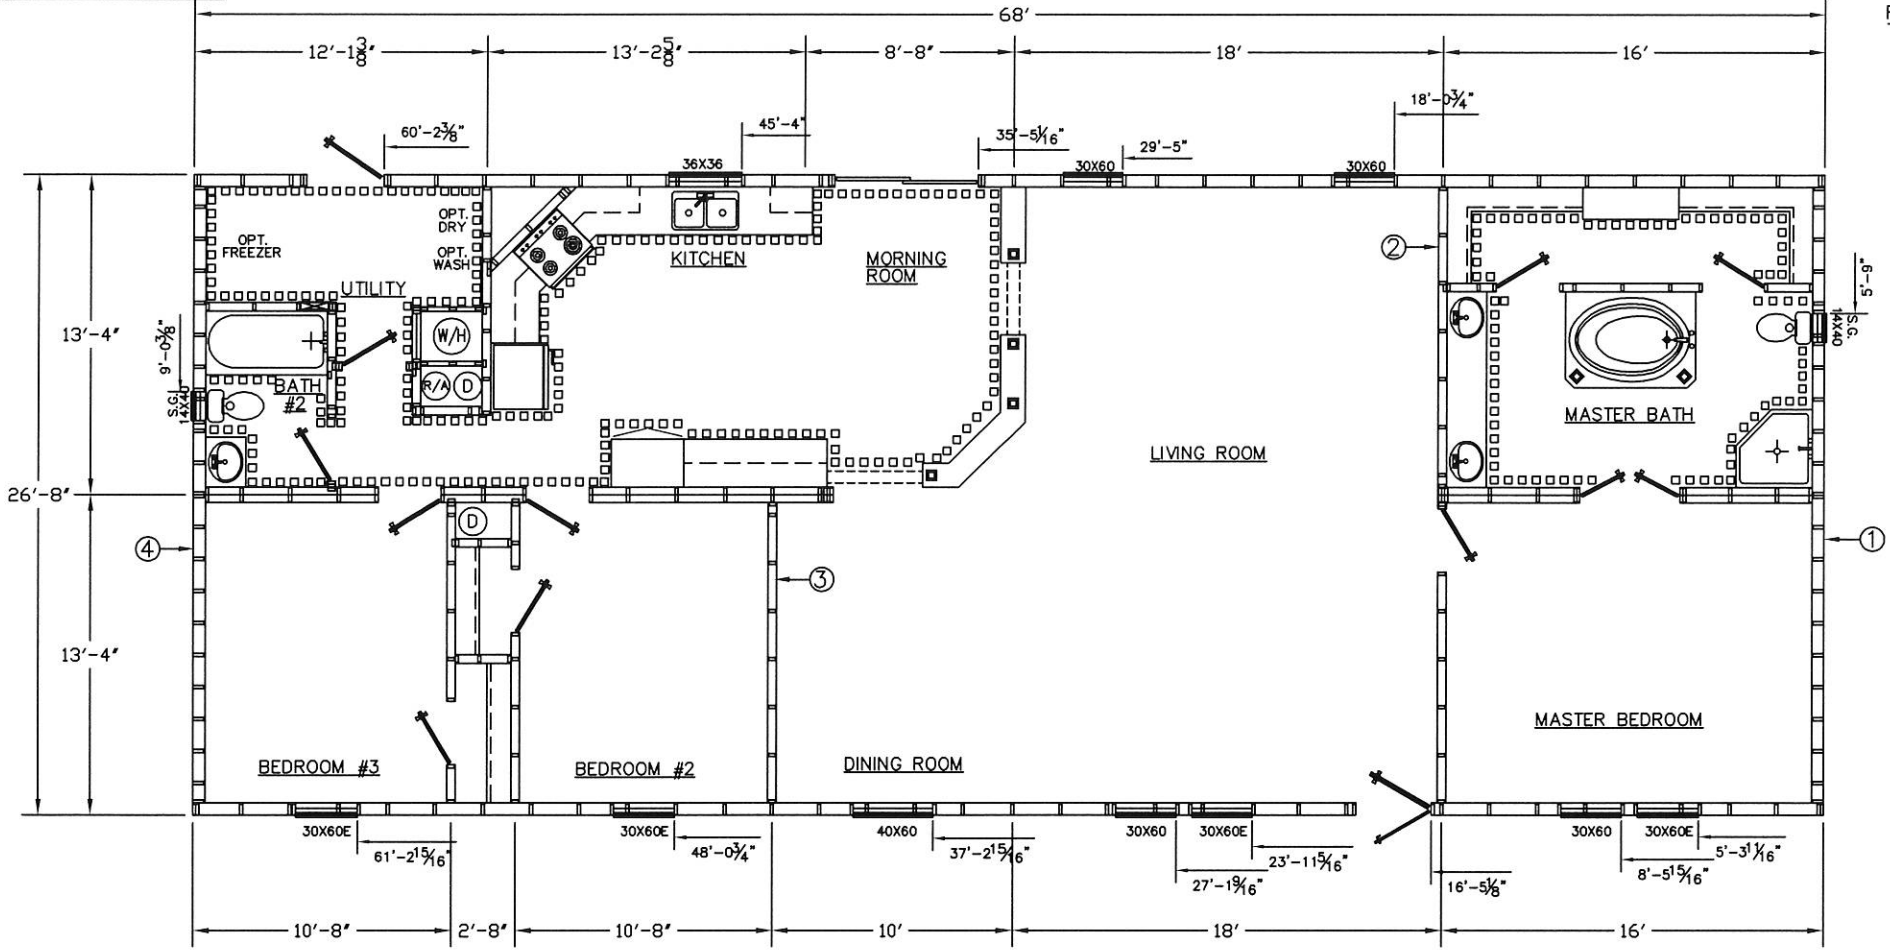 68'
12'-1 3/8"
13'-2 5/8"
8'-8"
18'
16'
18'-0 3/4"
60'-2 3/8"
45'-4"
35'-5 1/16"
29'-5"
36X36
30X60
30X60
OPT. DRY
OPT. FREEZER
OPT. WASH
UTILITY
KITCHEN
MORNING ROOM
2
5'-9"
S.G. 14X40
13'-4"
9'-0 3/8"
W/H
R/A
D
BATH #2
S.G.
MASTER BATH
LIVING ROOM
26'-8"
D
4
1
3
13'-4"
MASTER BEDROOM
BEDROOM #3
BEDROOM #2
DINING ROOM
30X60E
30X60E
40X60
30X60
30X60E
30X60
30X60E
61'-2 15/16"
48'-0 3/4"
37'-2 15/16"
23'-11 5/16"
5'-3 1/16"
27'-1 9/16"
16'-5 1/8"
8'-5 15/16"
10'-8"
2'-8"
10'-8"
10'
18'
16'